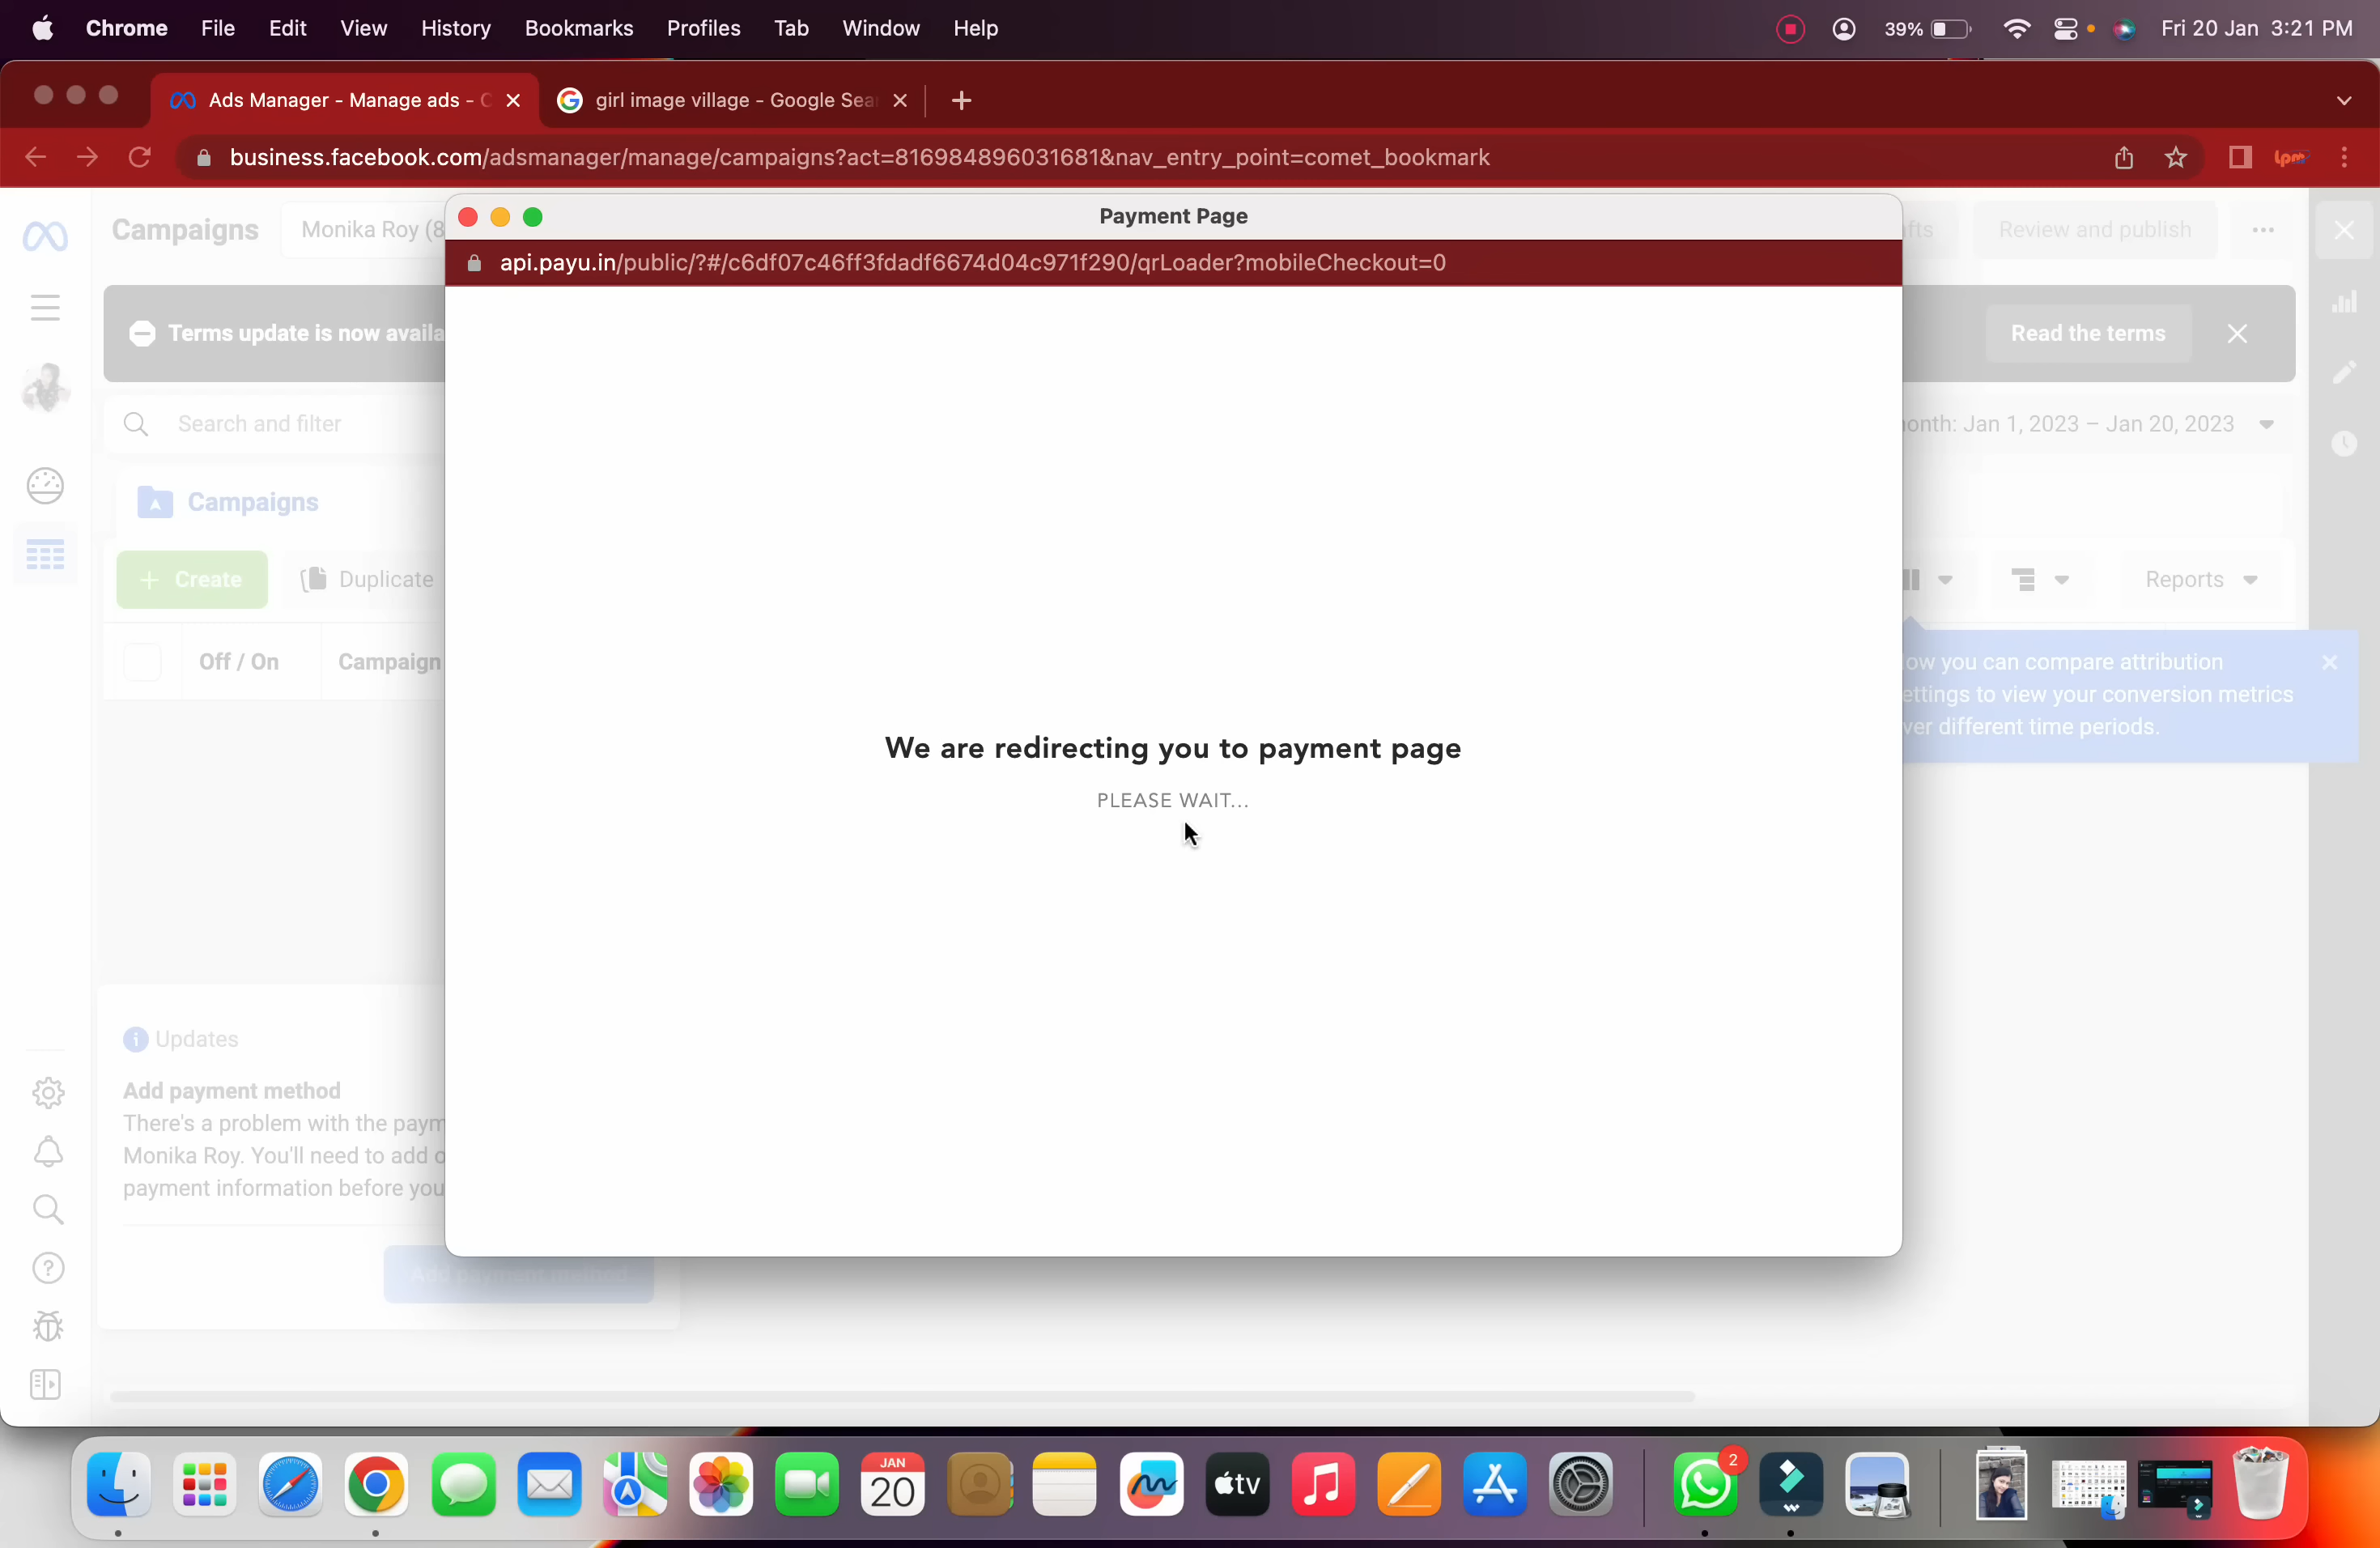 Chrome File Edit View History Bookmarks Profiles Tab Window Help 39% Fri 20 Jan 3:21 PM
Ads Manager - Manage ads - girl image village - Google Sea
business.facebook.com/adsmanager/manage/campaigns?act=816984896031681&nav_entry_point=comet_bookmark lpm
Payment Page
Campaigns Monika Roy (8 fts Review and publish
api.payu.in/public/?#/c6df07c46ff3fdadf6674d04c971f290/qrLoader?mobileCheckout=0
Terms update is now availa Read the terms
Search and filter onth: Jan 1, 2023 – Jan 20, 2023
Campaigns
+ Create Duplicate Reports
Off / On Campaign
ow you can compare attribution
ettings to view your conversion metrics
ver different time periods.
We are redirecting you to payment page
PLEASE WAIT...
Updates
Add payment method
There's a problem with the paym
Monika Roy. You'll need to add o
payment information before you
Add payment method
JAN
20
tv
2